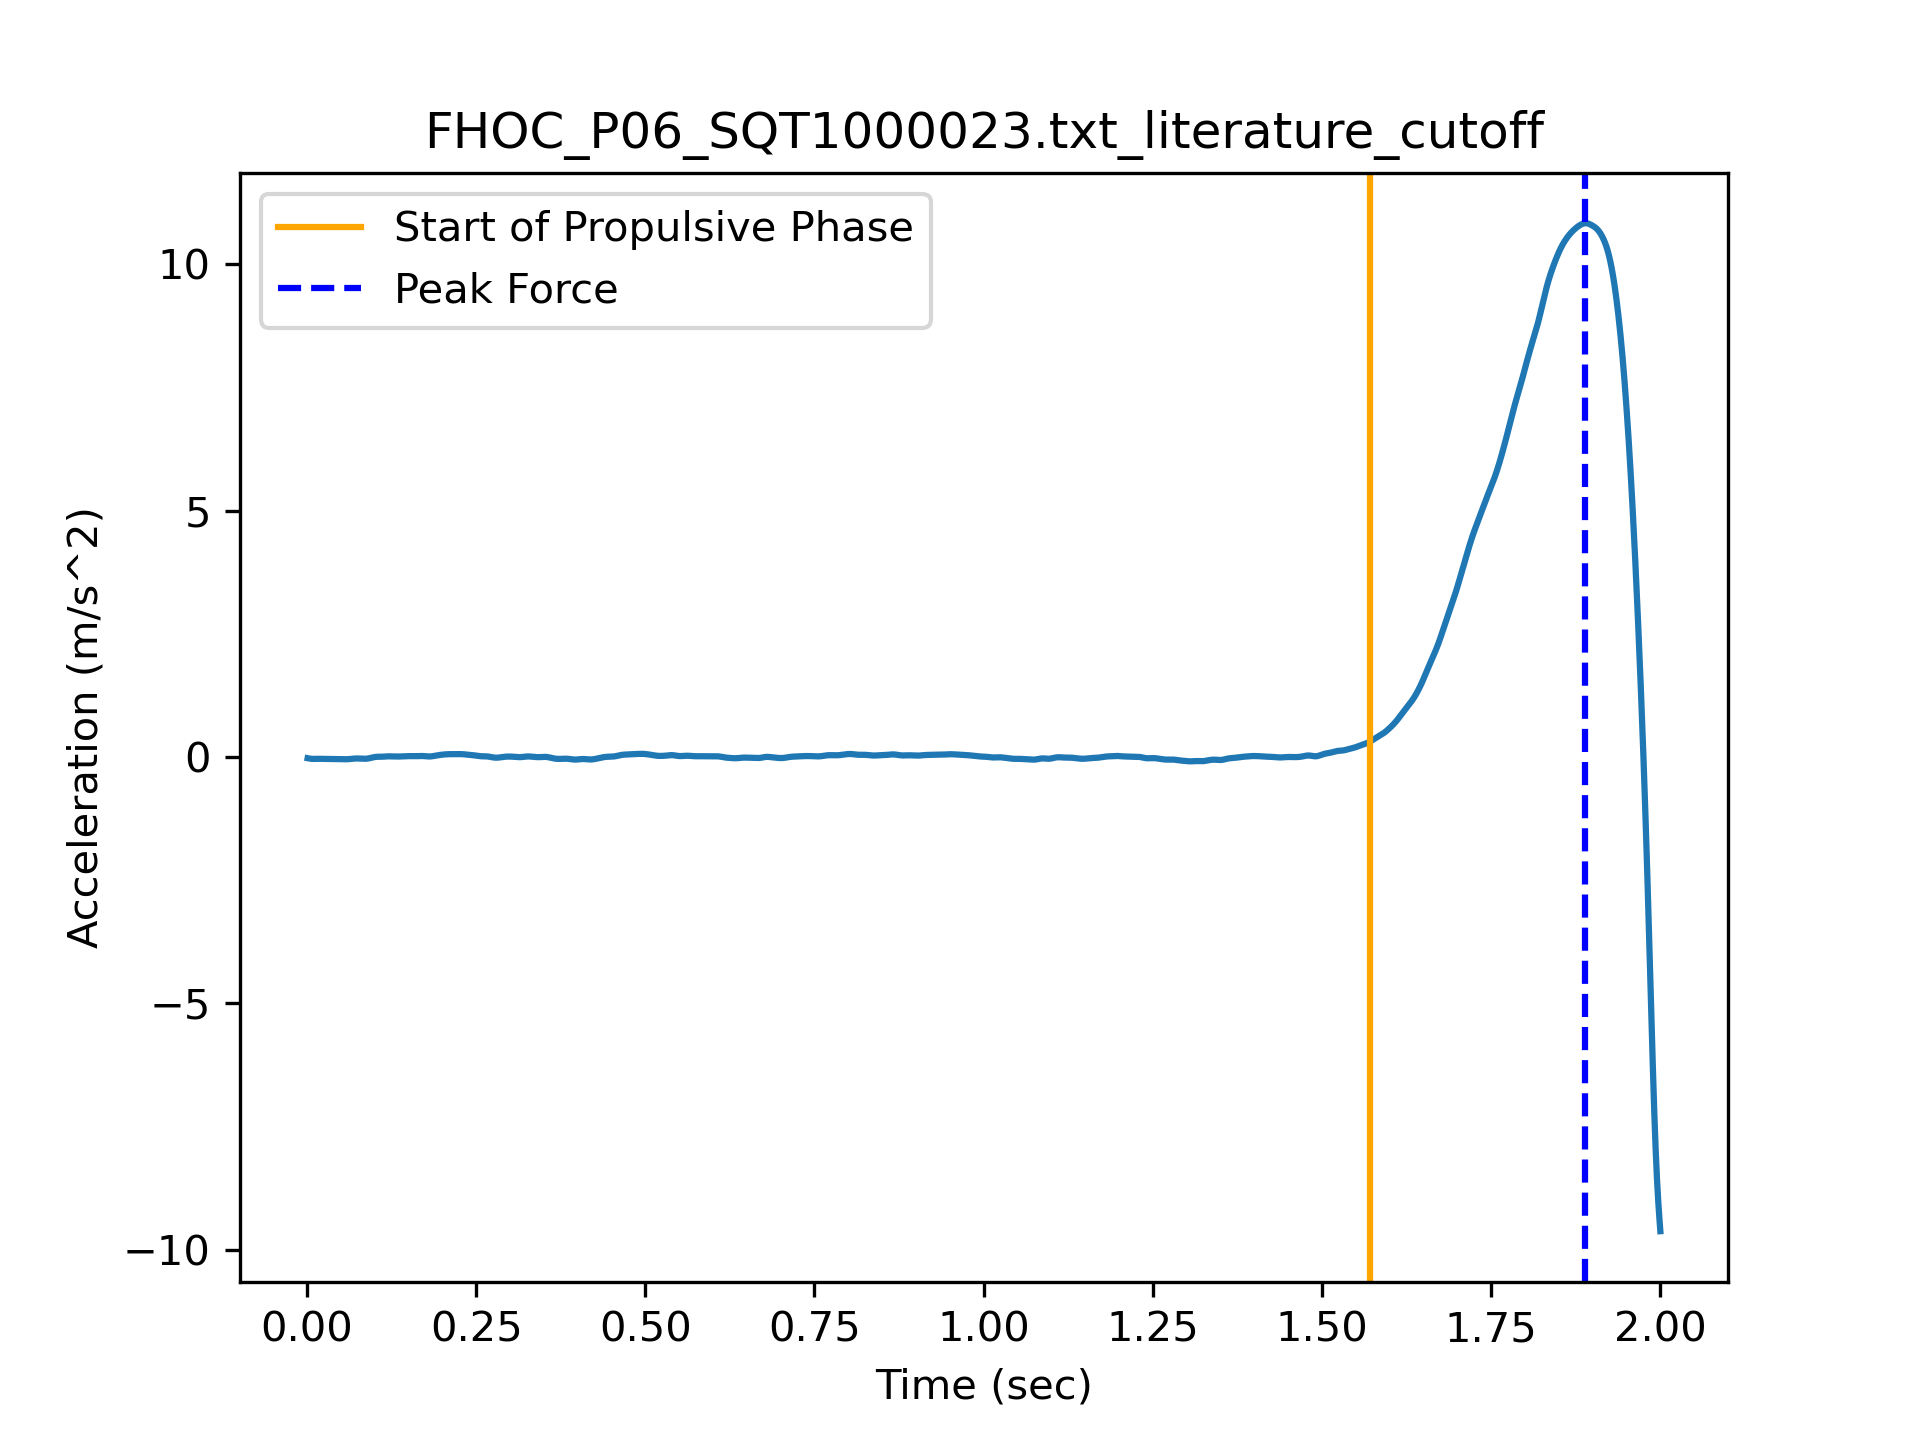 FHOC_P06_SQT1000023.txt_literature_cutoff
Start of Propulsive Phase
Peak Force
10
5
0
−5
−10
Acceleration (m/s^2)
0.00 0.25 0.50 0.75 1.00 1.25 1.50 1.75 2.00
Time (sec)